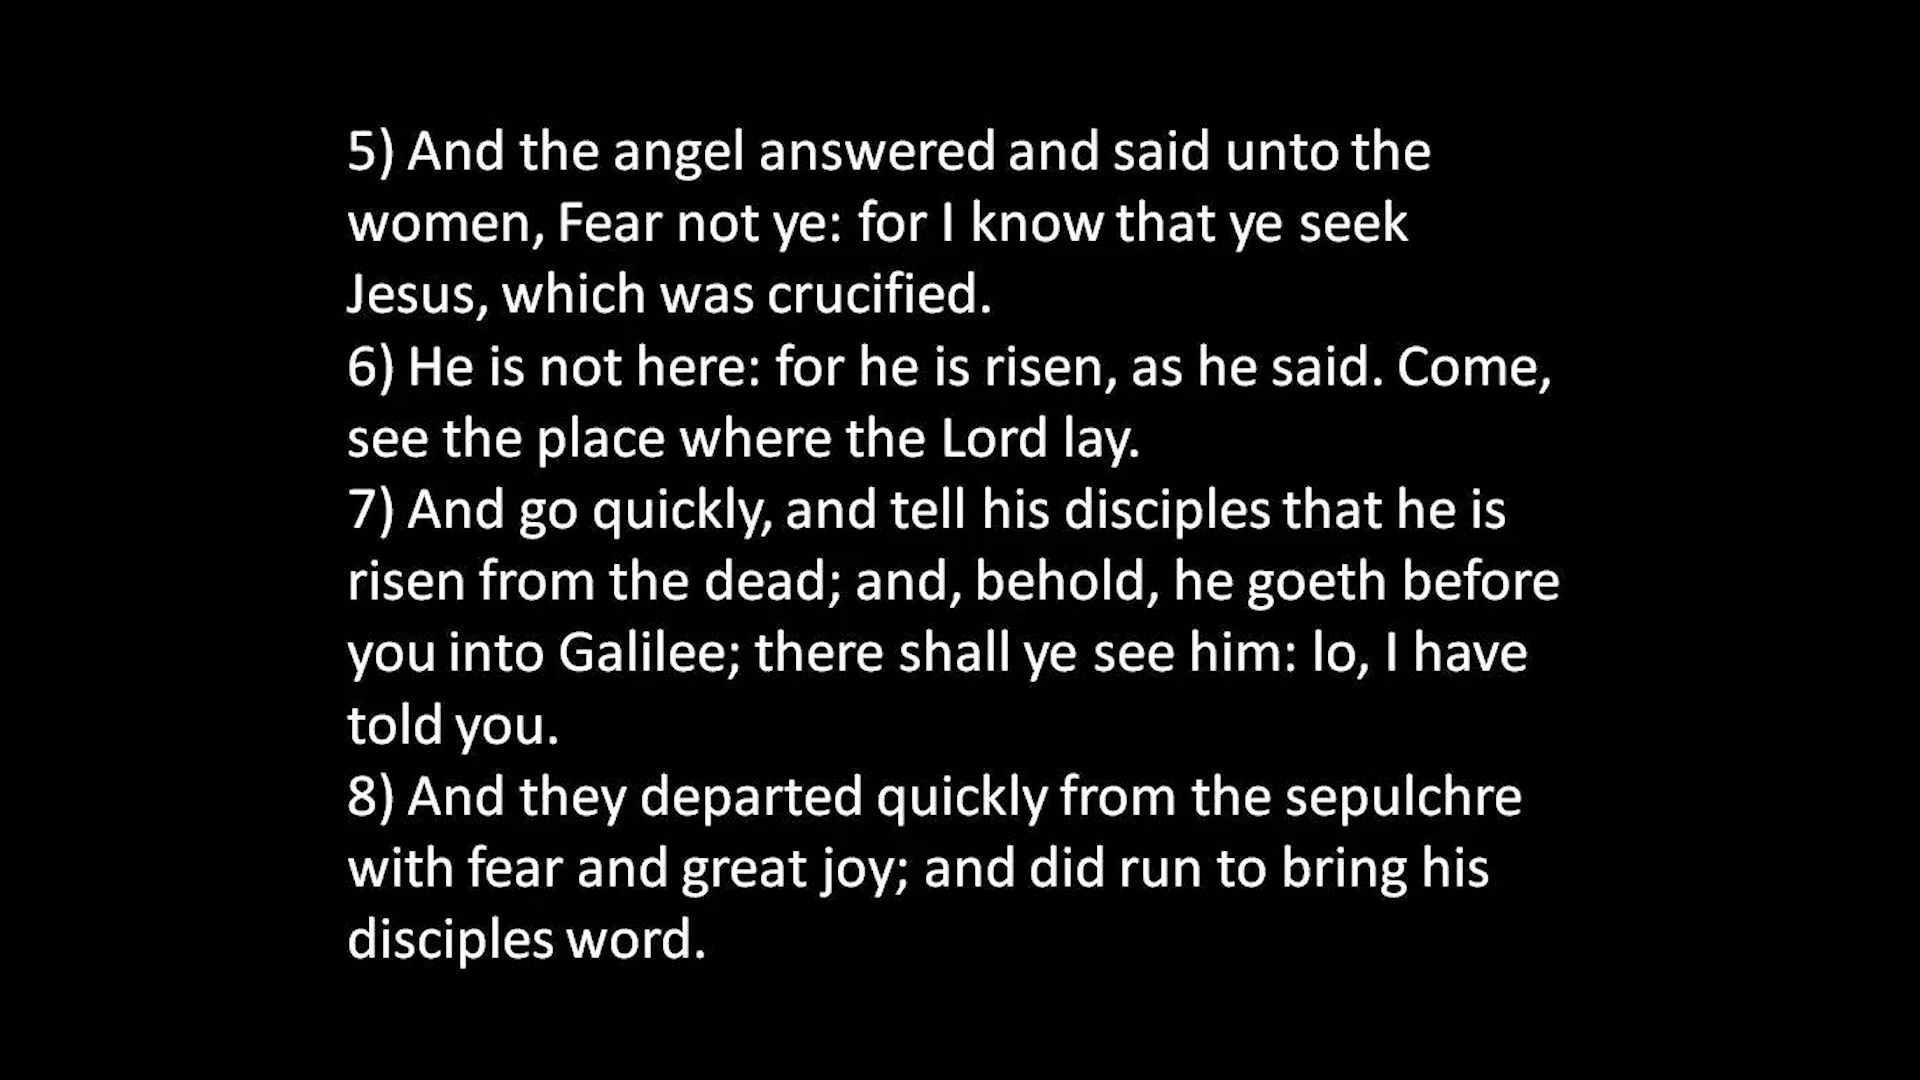 5) And the angel answered and said unto the
women, Fear not ye: for I know that ye seek
Jesus, which was crucified.
6) He is not here: for he is risen, as he said. Come,
see the place where the Lord lay.
7) And go quickly, and tell his disciples that he is
risen from the dead; and, behold, he goeth before
you into Galilee; there shall ye see him: lo, I have
told you.
8) And they departed quickly from the sepulchre
with fear and great joy; and did run to bring his
disciples word.